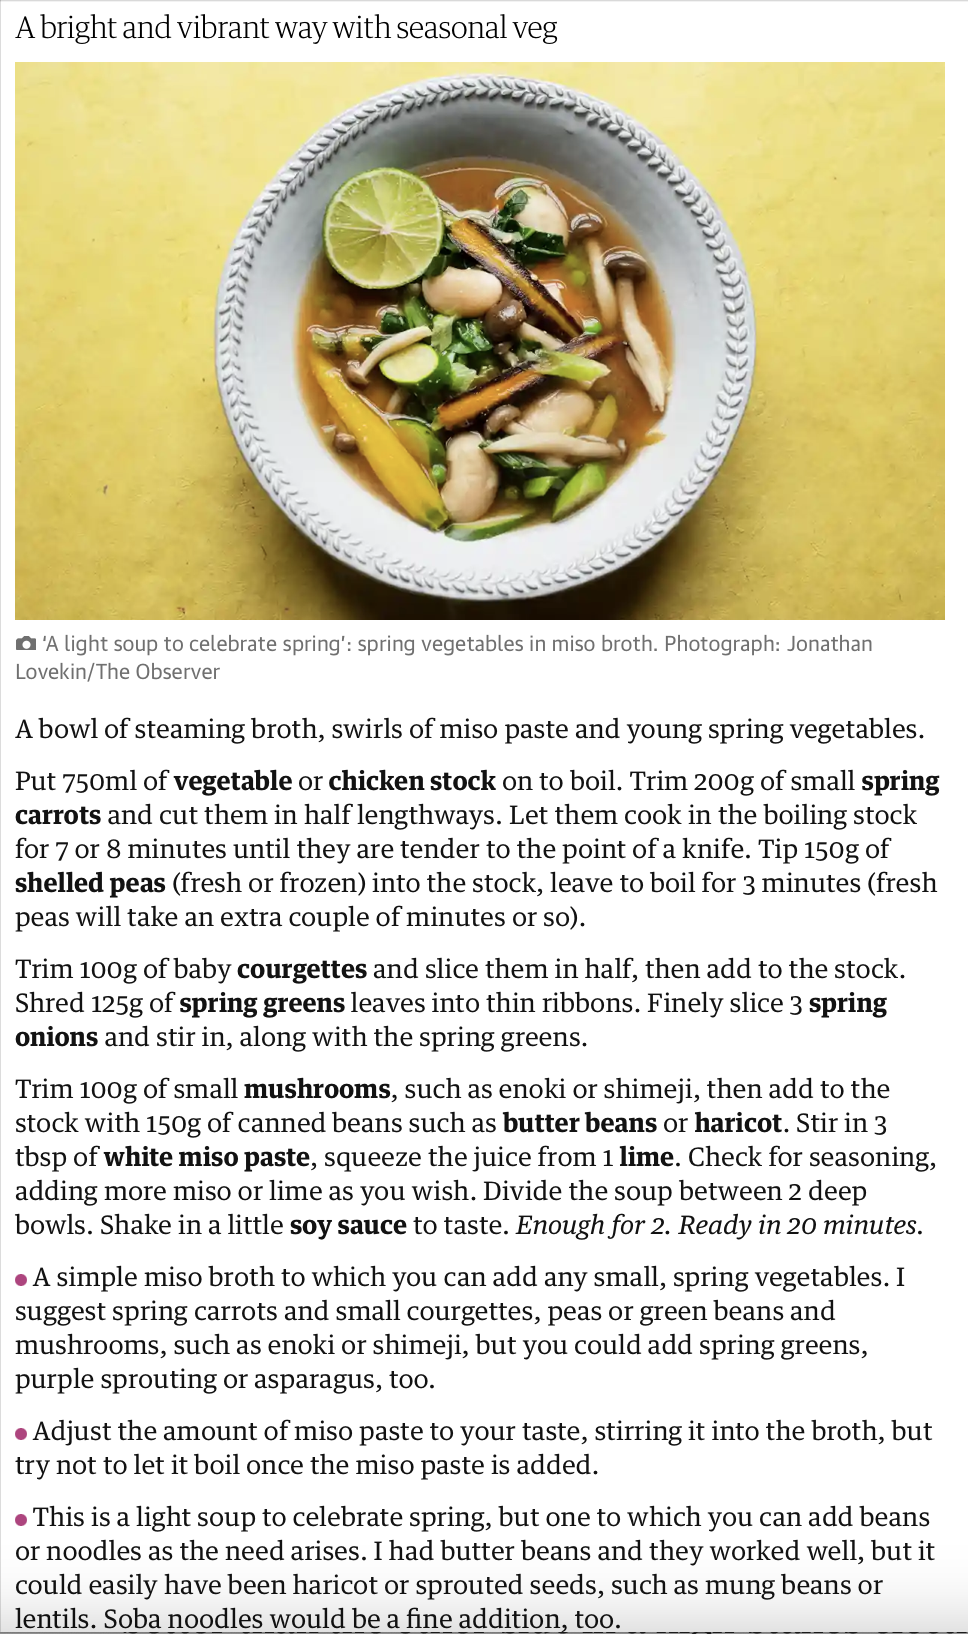 A bright and vibrant way with seasonal veg
'A light soup to celebrate spring': spring vegetables in miso broth. Photograph: Jonathan
Lovekin/The Observer
A bowl of steaming broth, swirls of miso paste and young spring vegetables.
Put 750ml of vegetable or chicken stock on to boil. Trim 200g of small spring
carrots and cut them in half lengthways. Let them cook in the boiling stock
for 7 or 8 minutes until they are tender to the point of a knife. Tip 150g of
shelled peas (fresh or frozen) into the stock, leave to boil for 3 minutes (fresh
peas will take an extra couple of minutes or so).
Trim 100g of baby courgettes and slice them in half, then add to the stock.
Shred 125g of spring greens leaves into thin ribbons. Finely slice 3 spring
onions and stir in, along with the spring greens.
Trim 100g of small mushrooms, such as enoki or shimeji, then add to the
stock with 150g of canned beans such as butter beans or haricot. Stir in 3
tbsp of white miso paste, squeeze the juice from 1 lime. Check for seasoning,
adding more miso or lime as you wish. Divide the soup between 2 deep
bowls. Shake in a little soy sauce to taste. Enough for 2. Ready in 20 minutes.
• A simple miso broth to which you can add any small, spring vegetables. I
suggest spring carrots and small courgettes, peas or green beans and
mushrooms, such as enoki or shimeji, but you could add spring greens,
purple sprouting or asparagus, too.
• Adjust the amount of miso paste to your taste, stirring it into the broth, but
try not to let it boil once the miso paste is added.
• This is a light soup to celebrate spring, but one to which you can add beans
or noodles as the need arises. I had butter beans and they worked well, but it
could easily have been haricot or sprouted seeds, such as mung beans or
lentils. Soba noodles would be a fine addition, too.